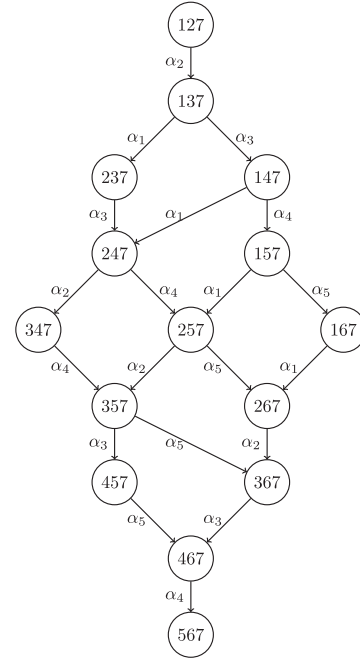 127
α₂
137
α₁ α₃
237 147
α₃ α₁ α₄
247 157
α₂ α₄ α₁ α₅
347 257 167
α₄ α₂ α₅ α₁
357 267
α₃ α₅ α₂
457 367
α₅ α₃
467
α₄
567